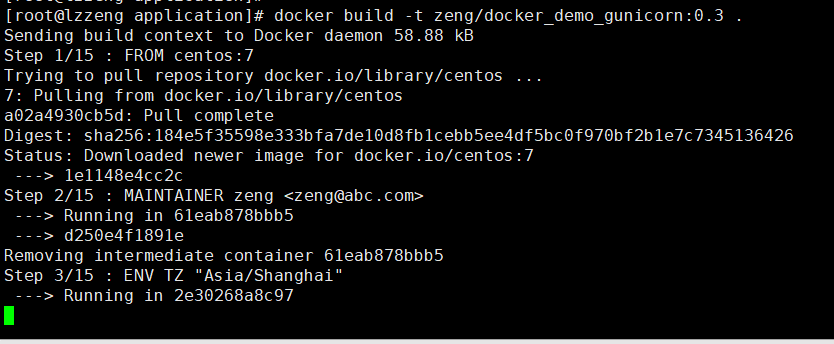 [root@lzzeng application]# docker build -t zeng/docker_demo_gunicorn:0.3 .
Sending build context to Docker daemon 58.88 kB
Step 1/15 : FROM centos:7
Trying to pull repository docker.io/library/centos ...
7: Pulling from docker.io/library/centos
a02a4930cb5d: Pull complete
Digest: sha256:184e5f35598e333bfa7de10d8fb1cebb5ee4df5bc0f970bf2b1e7c7345136426
Status: Downloaded newer image for docker.io/centos:7
 ---> 1e1148e4cc2c
Step 2/15 : MAINTAINER zeng <zeng@abc.com>
 ---> Running in 61eab878bbb5
 ---> d250e4f1891e
Removing intermediate container 61eab878bbb5
Step 3/15 : ENV TZ "Asia/Shanghai"
 ---> Running in 2e30268a8c97